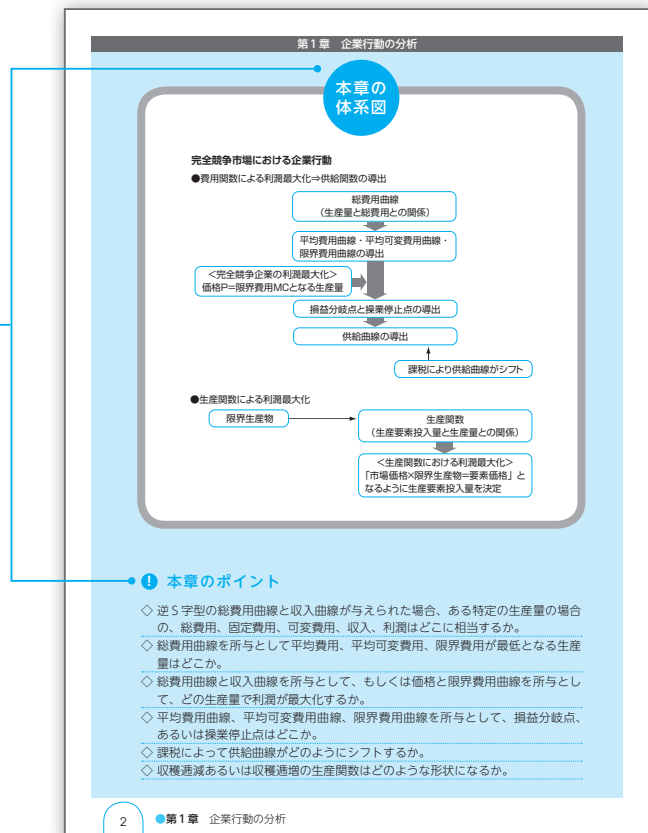 第1章 企業行動の分析
本章の
体系図
完全競争市場における企業行動
●費用関数による利潤最大化⇒供給関数の導出
総費用曲線
（生産量と総費用との関係）
平均費用曲線・平均可変費用曲線・
限界費用曲線の導出
＜完全競争企業の利潤最大化＞
価格P=限界費用MCとなる生産量
損益分岐点と操業停止点の導出
供給曲線の導出
課税により供給曲線がシフト
●生産関数による利潤最大化
限界生産物
生産関数
（生産要素投入量と生産量との関係）
＜生産関数における利潤最大化＞
「市場価格×限界生産物=要素価格」と
なるように生産要素投入量を決定
! 本章のポイント
◇ 逆S字型の総費用曲線と収入曲線が与えられた場合、ある特定の生産量の場合
の、総費用、固定費用、可変費用、収入、利潤はどこに相当するか。
◇ 総費用曲線を所与として平均費用、平均可変費用、限界費用が最低となる生産
量はどこか。
◇ 総費用曲線と収入曲線を所与として、もしくは価格と限界費用曲線を所与とし
て、どの生産量で利潤が最大化するか。
◇ 平均費用曲線、平均可変費用曲線、限界費用曲線を所与として、損益分岐点、
あるいは操業停止点はどこか。
◇ 課税によって供給曲線がどのようにシフトするか。
◇ 収穫逓減あるいは収穫逓増の生産関数はどのような形状になるか。
2 ●第1章 企業行動の分析